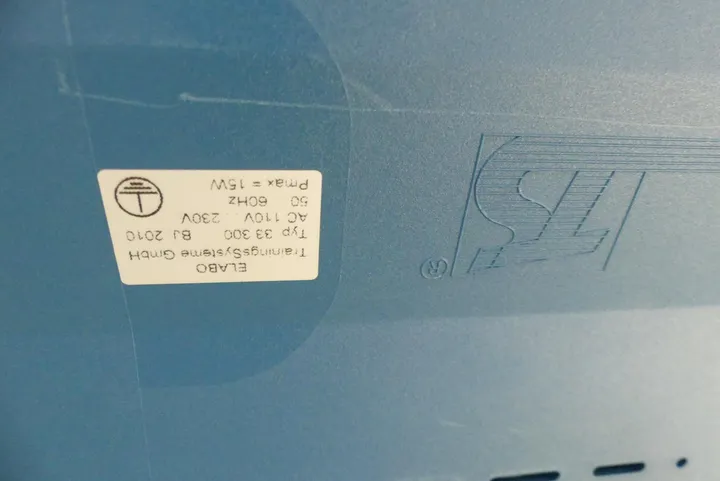 ELABO
TrainingsSysteme GmbH
Typ 33 300 BJ 2010
AC 110V...230V
50 60Hz
Pmax = 15W
®